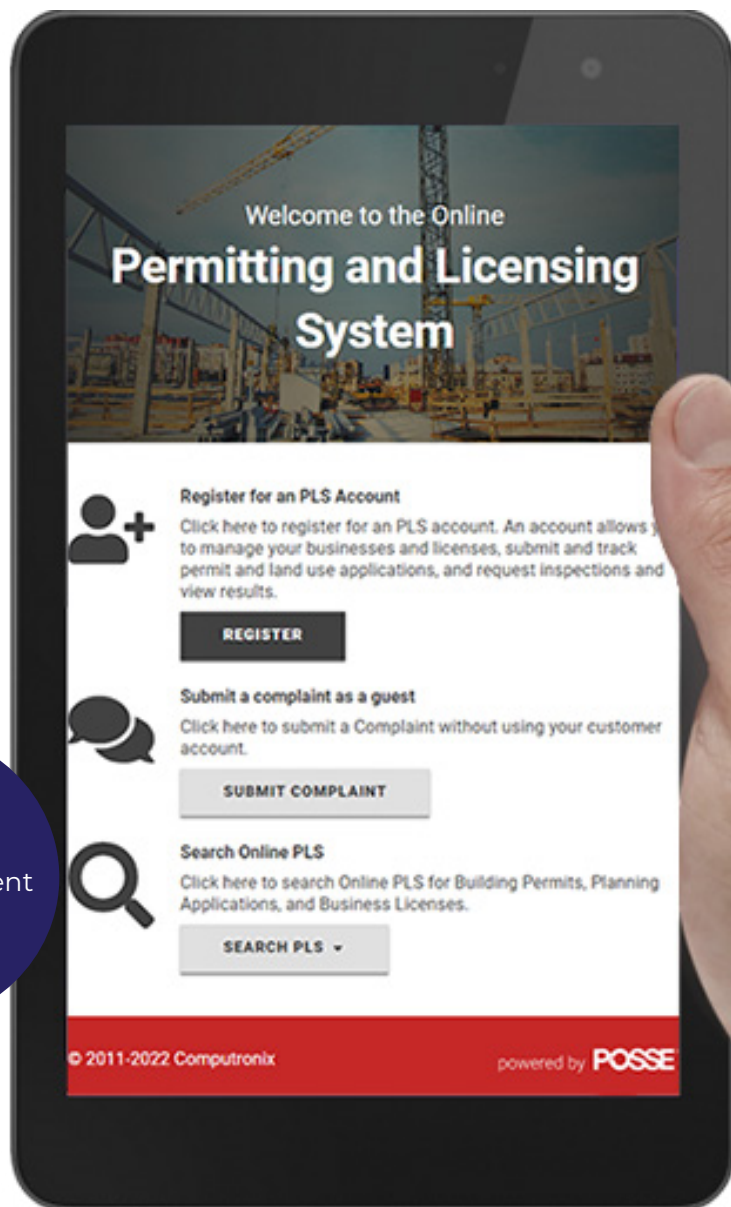 Welcome to the Online
Permitting and Licensing
System
Register for an PLS Account
Click here to register for an PLS account. An account allows
to manage your businesses and licenses, submit and track
permit and land use applications, and request inspections and
view results.
REGISTER
Submit a complaint as a guest
Click here to submit a Complaint without using your customer
account.
SUBMIT COMPLAINT
Search Online PLS
Click here to search Online PLS for Building Permits, Planning
Applications, and Business Licenses.
SEARCH PLS
© 2011-2022 Computronix
powered by POSSE